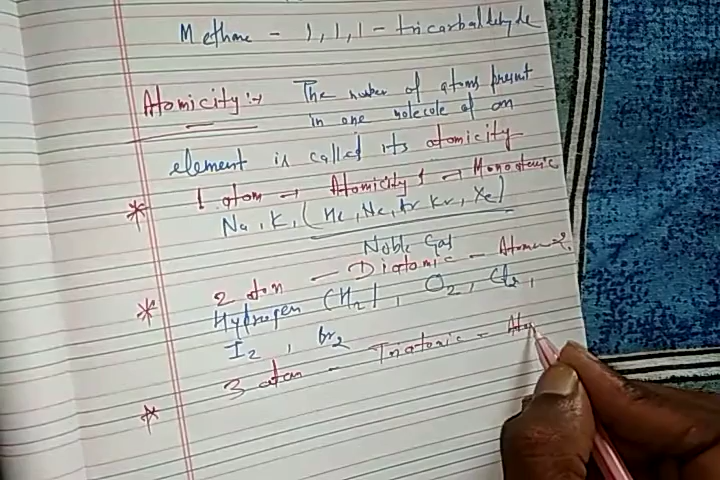 Methane - 1, 1, 1 - tricarbaldehyde
Atomicity :→ The number of atoms present
in one molecule of an
element is called its atomicity
* 1 atom → Atomicity 1 → Monoatomic
Na, K, (He, Ne, Ar Kr, Xe)
Noble Gas
* 2 atom - Diatomic -
Hydrogen (H2), O2, Cl2,
I2, Br2
* 3 atom - Triatomic - Ato